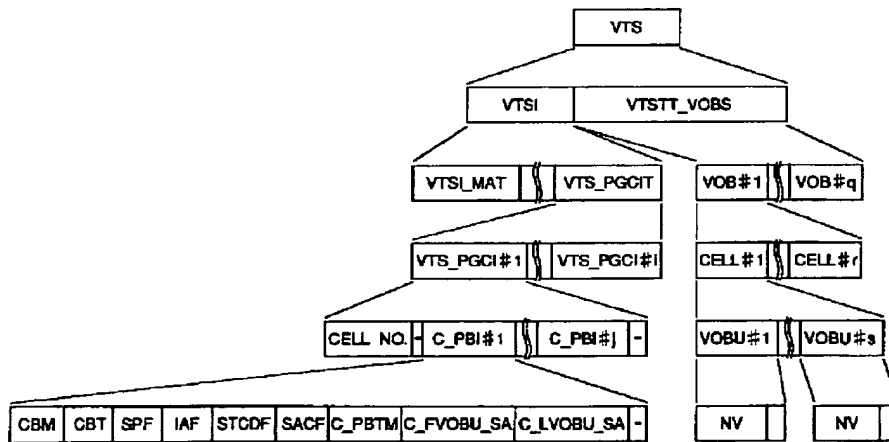 VTS
VTSI VTSTT_VOBS
VTSI_MAT VTS_PGCIT VOB#1 VOB#q
VTS_PGCI#1 VTS_PGCI#i CELL#1 CELL#r
CELL NO. - C_PBI#1 C_PBI#j - VOBU#1 VOBU#s
CBM CBT SPF IAF STCDF SACF C_PBTM C_FVOBU_SA C_LVOBU_SA - NV NV